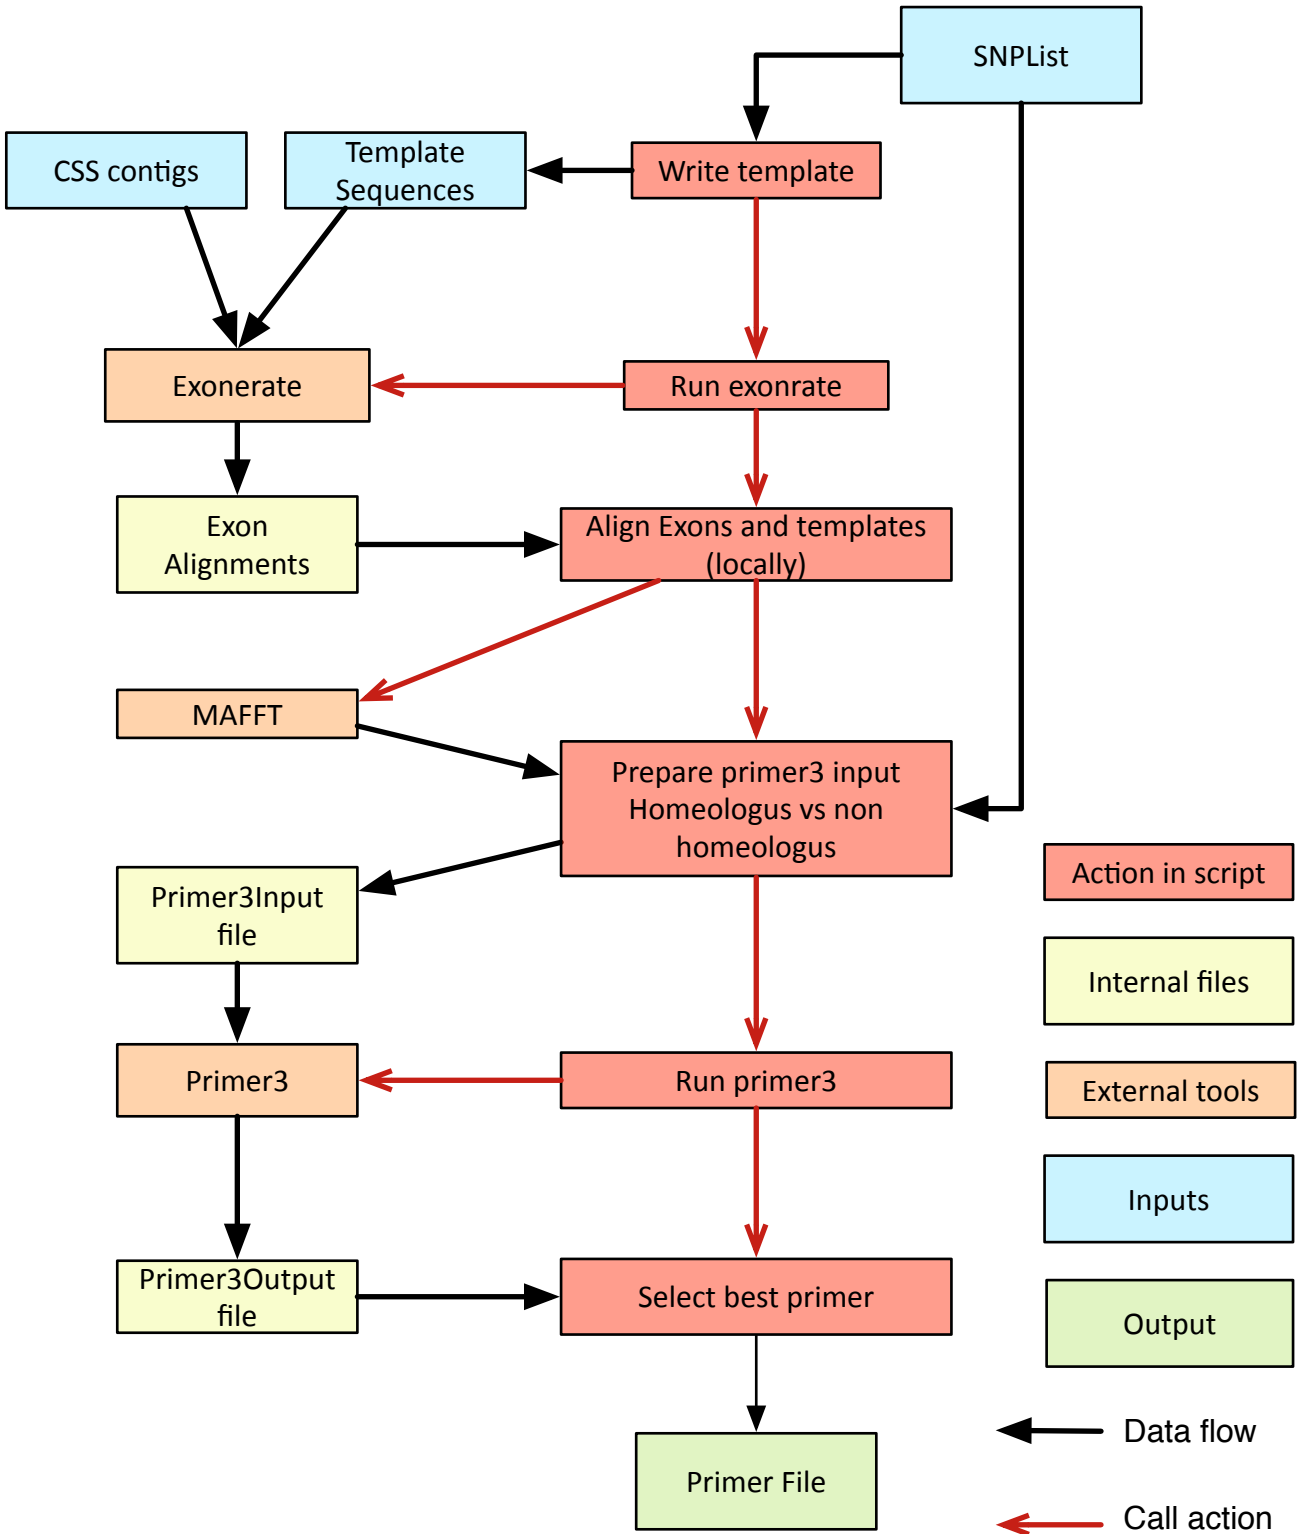 SNPList
CSS contigs
Template
Sequences
Write template
Exonerate
Run exonrate
Exon
Alignments
Align Exons and templates
(locally)
MAFFT
Prepare primer3 input
Homeologus vs non
homeologus
Primer3Input
file
Primer3
Run primer3
Primer3Output
file
Select best primer
Primer File
Action in script
Internal files
External tools
Inputs
Output
Data flow
Call action